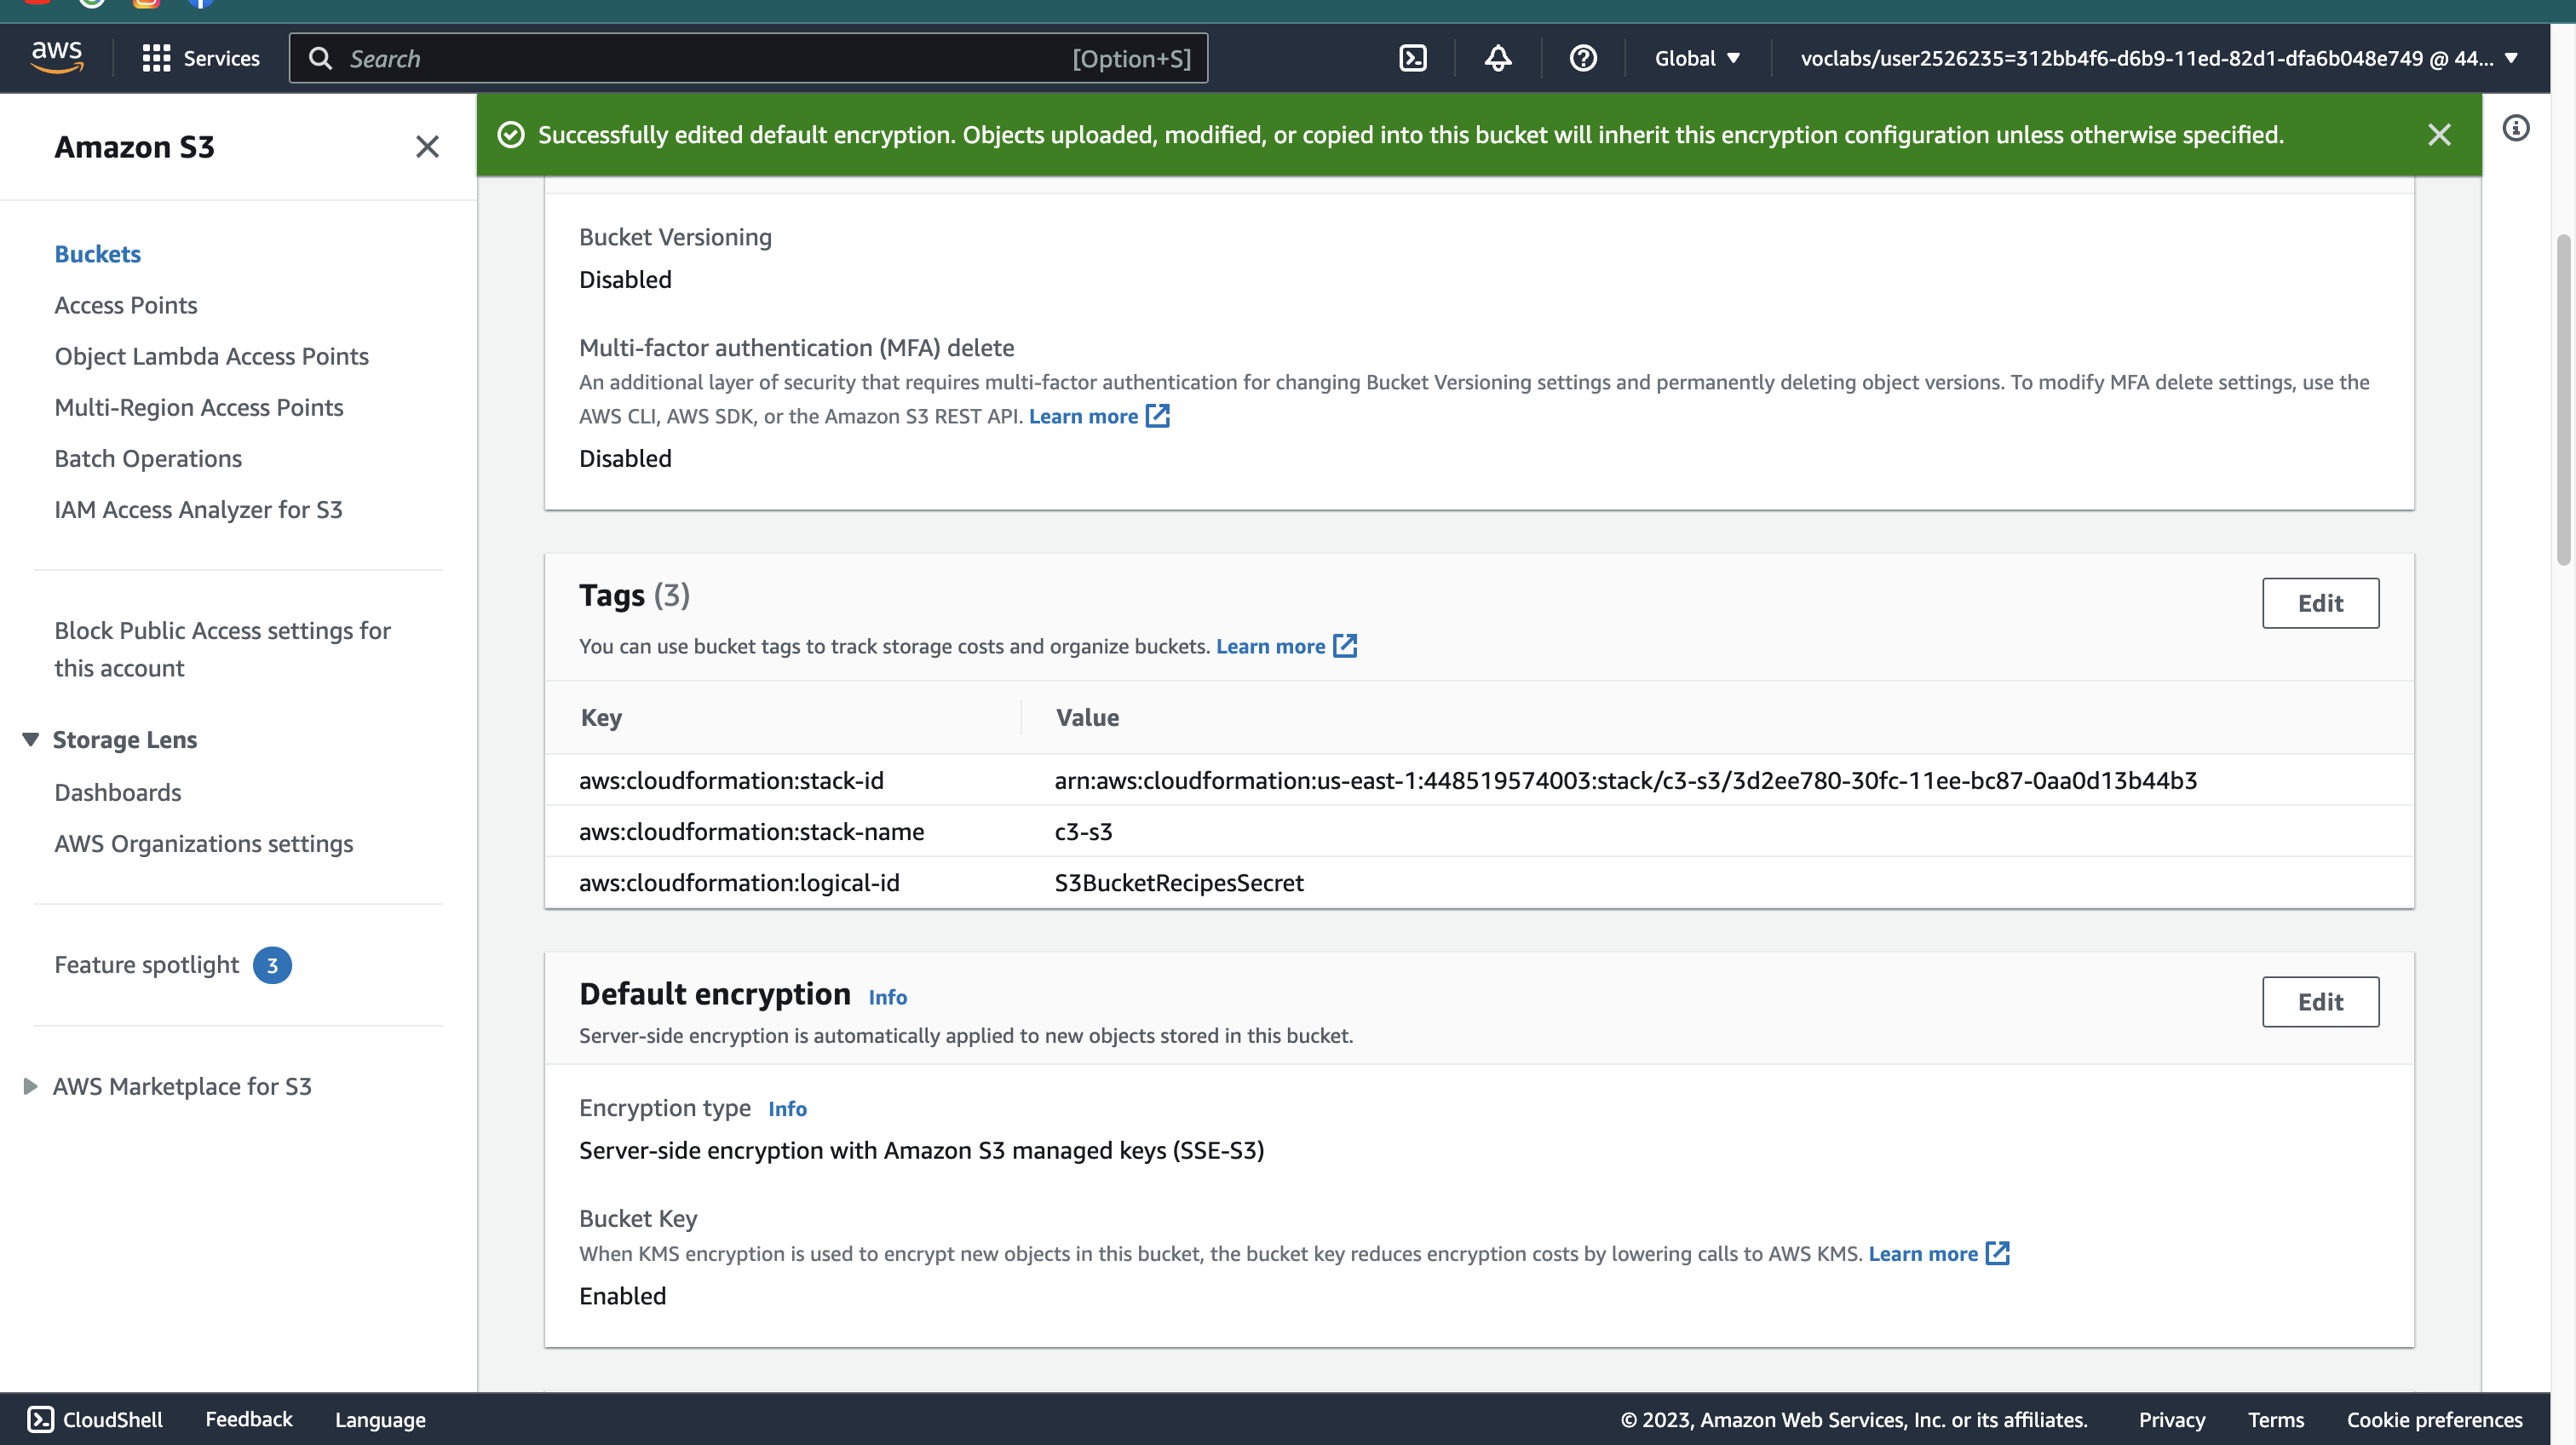 aws
Services
Search
[Option+S]
Global
voclabs/user2526235=312bb4f6-d6b9-11ed-82d1-dfa6b048e749 @ 44...
Amazon S3
Successfully edited default encryption. Objects uploaded, modified, or copied into this bucket will inherit this encryption configuration unless otherwise specified.
Buckets
Access Points
Object Lambda Access Points
Multi-Region Access Points
Batch Operations
IAM Access Analyzer for S3
Block Public Access settings for
this account
Storage Lens
Dashboards
AWS Organizations settings
Feature spotlight 3
AWS Marketplace for S3
Bucket Versioning
Disabled
Multi-factor authentication (MFA) delete
An additional layer of security that requires multi-factor authentication for changing Bucket Versioning settings and permanently deleting object versions. To modify MFA delete settings, use the
AWS CLI, AWS SDK, or the Amazon S3 REST API. Learn more
Disabled
Tags (3)
Edit
You can use bucket tags to track storage costs and organize buckets. Learn more
Key Value
aws:cloudformation:stack-id arn:aws:cloudformation:us-east-1:448519574003:stack/c3-s3/3d2ee780-30fc-11ee-bc87-0aa0d13b44b3
aws:cloudformation:stack-name c3-s3
aws:cloudformation:logical-id S3BucketRecipesSecret
Default encryption Info
Edit
Server-side encryption is automatically applied to new objects stored in this bucket.
Encryption type Info
Server-side encryption with Amazon S3 managed keys (SSE-S3)
Bucket Key
When KMS encryption is used to encrypt new objects in this bucket, the bucket key reduces encryption costs by lowering calls to AWS KMS. Learn more
Enabled
CloudShell Feedback Language
© 2023, Amazon Web Services, Inc. or its affiliates. Privacy Terms Cookie preferences